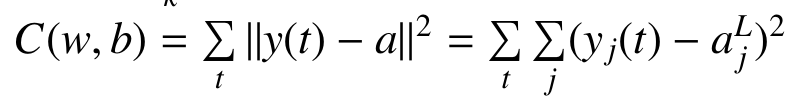 C(w, b) = ∑_t ||y(t) − a||² = ∑_t ∑_j (y_j(t) − a_j^L)²